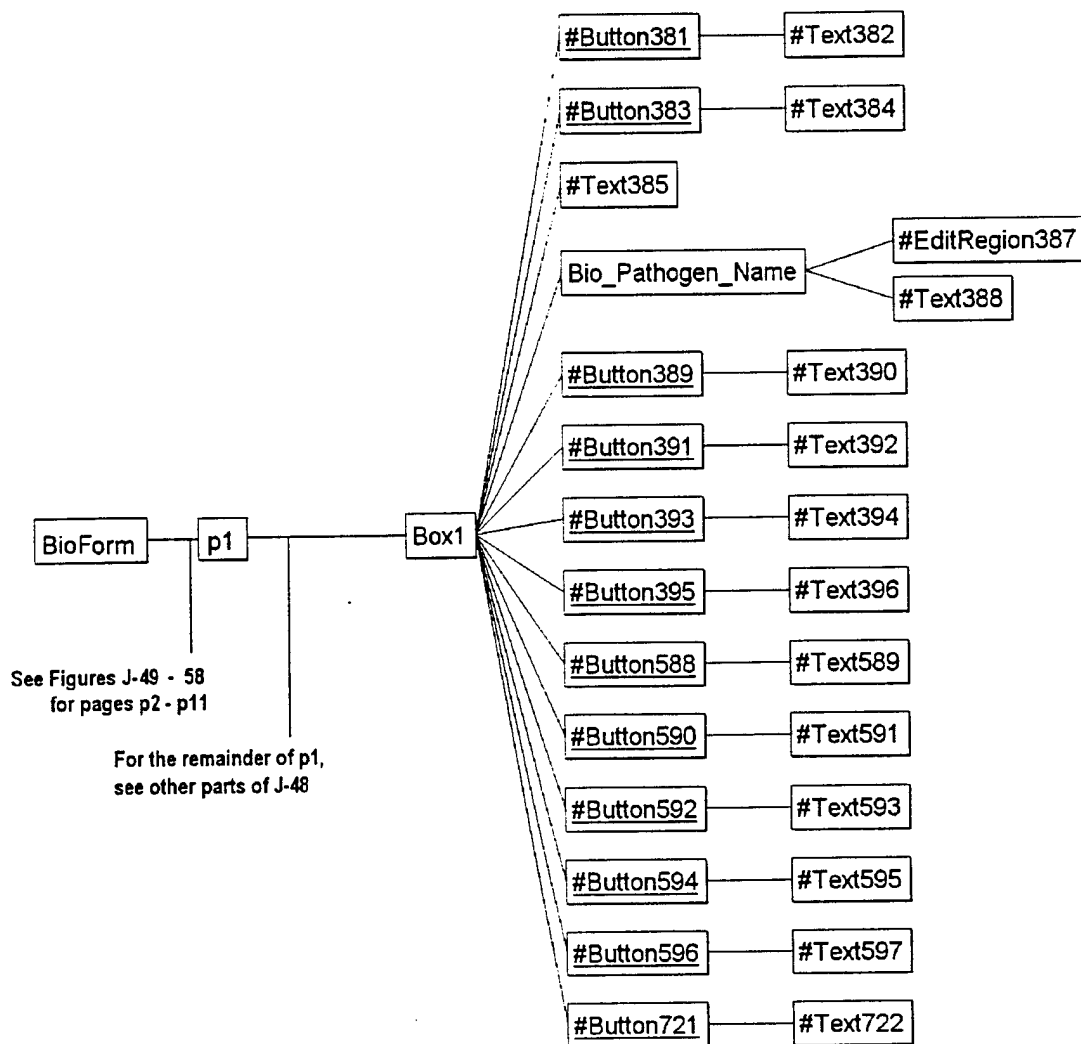 #Button381 #Text382
#Button383 #Text384
#Text385
#EditRegion387
Bio_Pathogen_Name
#Text388
#Button389 #Text390
#Button391 #Text392
#Button393 #Text394
BioForm p1 Box1
#Button395 #Text396
#Button588 #Text589
See Figures J-49 - 58
for pages p2 - p11
#Button590 #Text591
For the remainder of p1,
see other parts of J-48
#Button592 #Text593
#Button594 #Text595
#Button596 #Text597
#Button721 #Text722